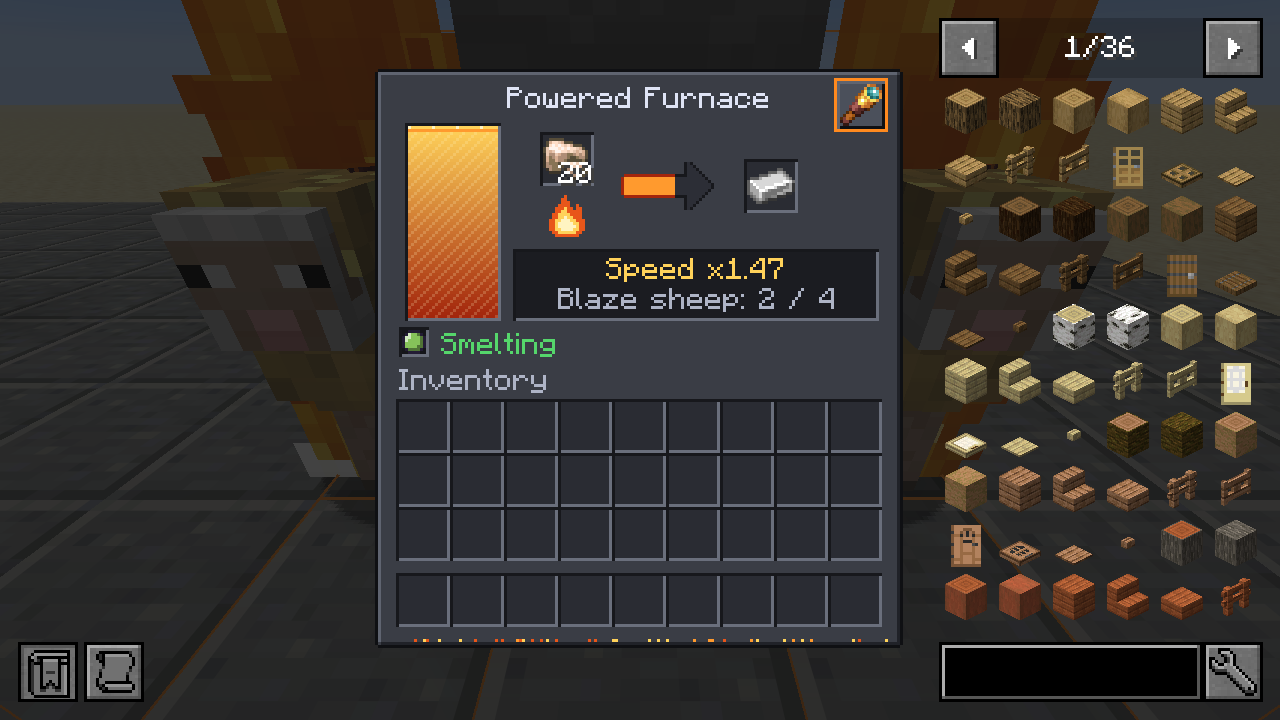 1/36
Powered Furnace
20
Speed x1.47
Blaze sheep: 2 / 4
Smelting
Inventory